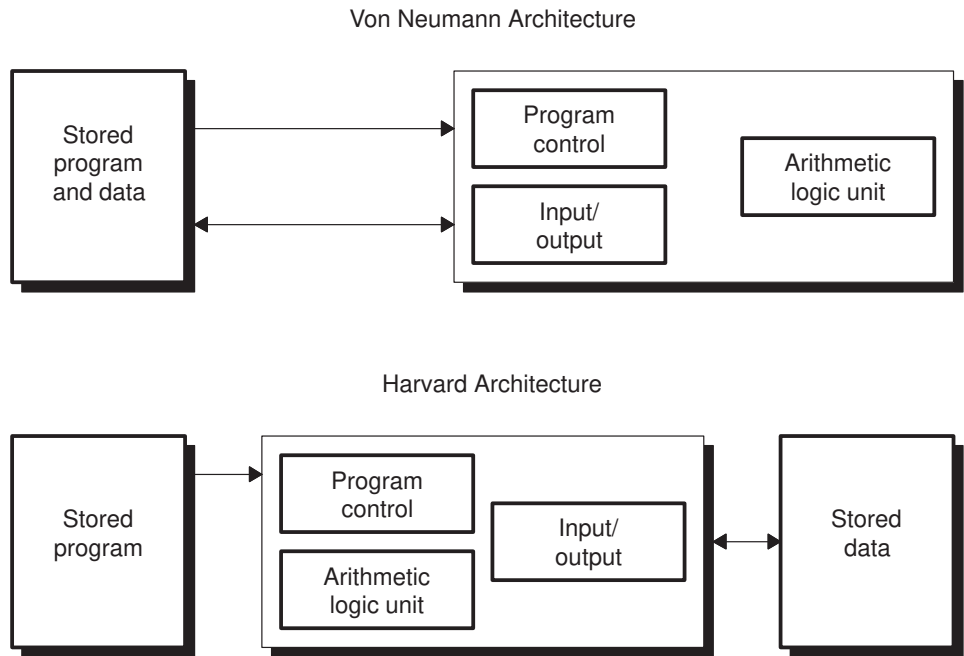 Von Neumann Architecture
Stored
program
and data
Program
control
Input/
output
Arithmetic
logic unit
Harvard Architecture
Stored
program
Program
control
Arithmetic
logic unit
Input/
output
Stored
data